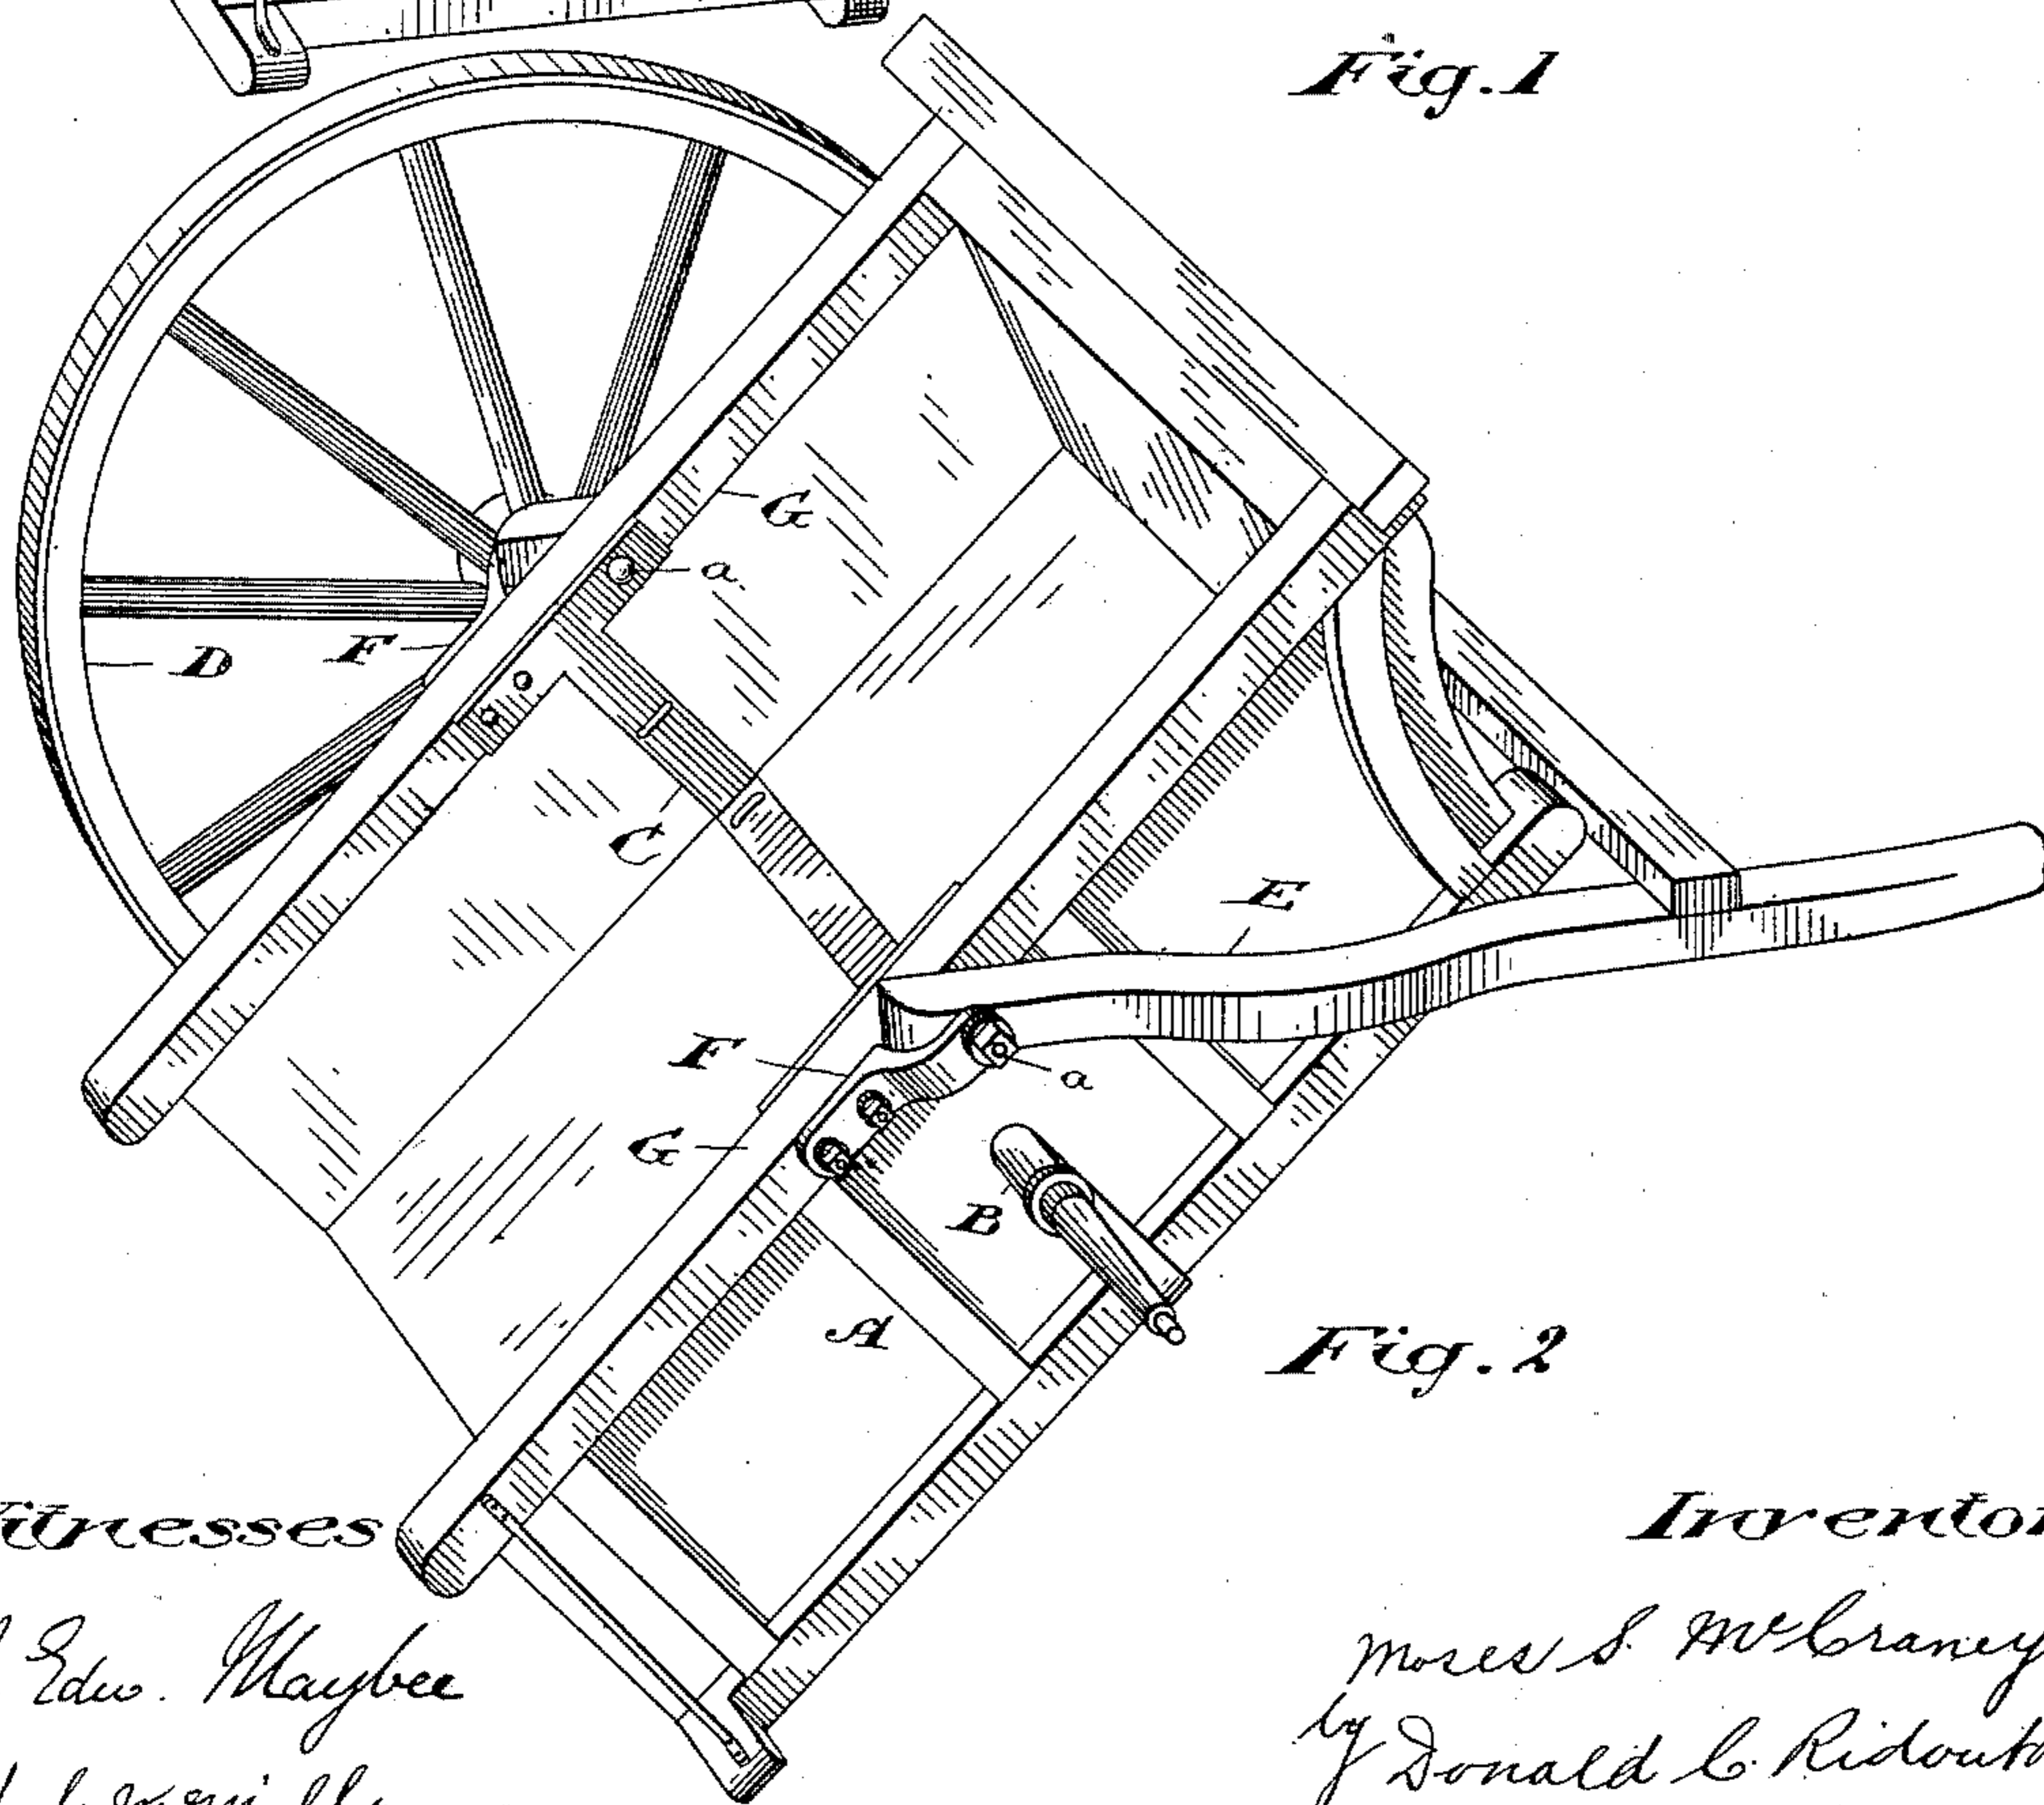 Fig. 1
G
a
D
F
C
E
F
a
G
B
A
Fig. 2
Witnesses
Inventor
Edw. Maybee
Moses S. McCraney
by Donald C. Ridout